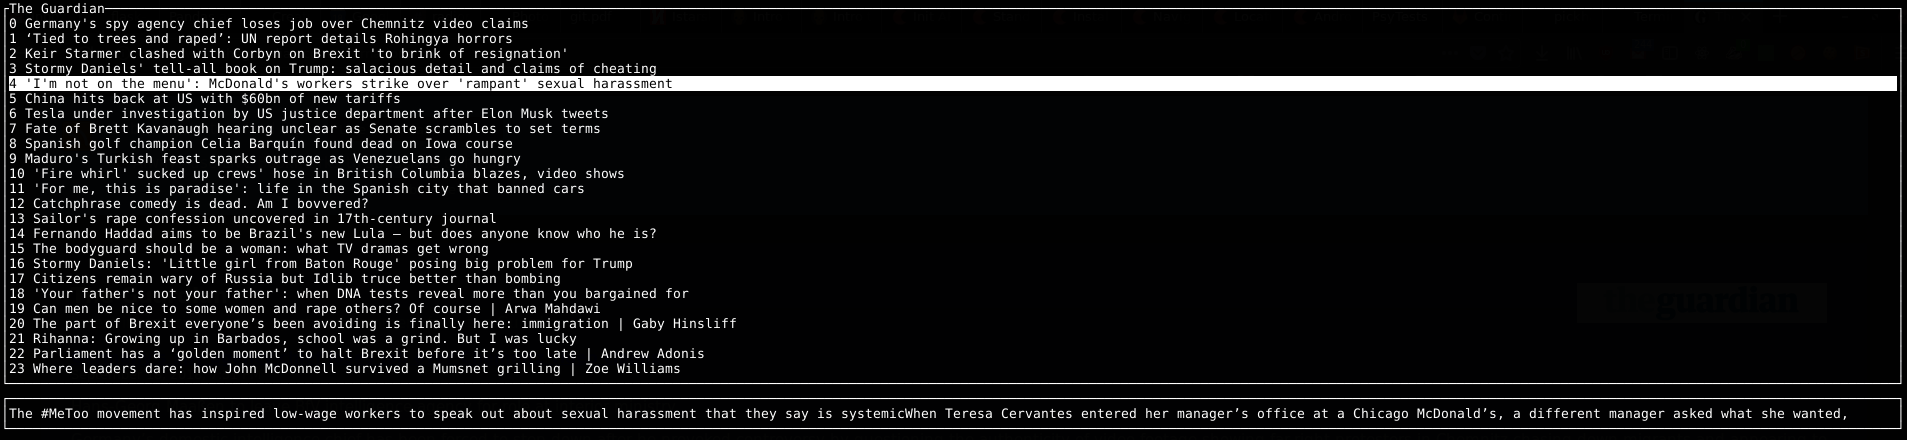 The Guardian
0 Germany's spy agency chief loses job over Chemnitz video claims
1 ‘Tied to trees and raped’: UN report details Rohingya horrors
2 Keir Starmer clashed with Corbyn on Brexit 'to brink of resignation'
3 Stormy Daniels' tell-all book on Trump: salacious detail and claims of cheating
4 'I'm not on the menu': McDonald's workers strike over 'rampant' sexual harassment
5 China hits back at US with $60bn of new tariffs
6 Tesla under investigation by US justice department after Elon Musk tweets
7 Fate of Brett Kavanaugh hearing unclear as Senate scrambles to set terms
8 Spanish golf champion Celia Barquín found dead on Iowa course
9 Maduro's Turkish feast sparks outrage as Venezuelans go hungry
10 'Fire whirl' sucked up crews' hose in British Columbia blazes, video shows
11 'For me, this is paradise': life in the Spanish city that banned cars
12 Catchphrase comedy is dead. Am I bovvered?
13 Sailor's rape confession uncovered in 17th-century journal
14 Fernando Haddad aims to be Brazil's new Lula – but does anyone know who he is?
15 The bodyguard should be a woman: what TV dramas get wrong
16 Stormy Daniels: 'Little girl from Baton Rouge' posing big problem for Trump
17 Citizens remain wary of Russia but Idlib truce better than bombing
18 'Your father's not your father': when DNA tests reveal more than you bargained for
19 Can men be nice to some women and rape others? Of course | Arwa Mahdawi
20 The part of Brexit everyone’s been avoiding is finally here: immigration | Gaby Hinsliff
21 Rihanna: Growing up in Barbados, school was a grind. But I was lucky
22 Parliament has a ‘golden moment’ to halt Brexit before it’s too late | Andrew Adonis
23 Where leaders dare: how John McDonnell survived a Mumsnet grilling | Zoe Williams
guardian
The #MeToo movement has inspired low-wage workers to speak out about sexual harassment that they say is systemicWhen Teresa Cervantes entered her manager’s office at a Chicago McDonald’s, a different manager asked what she wanted,